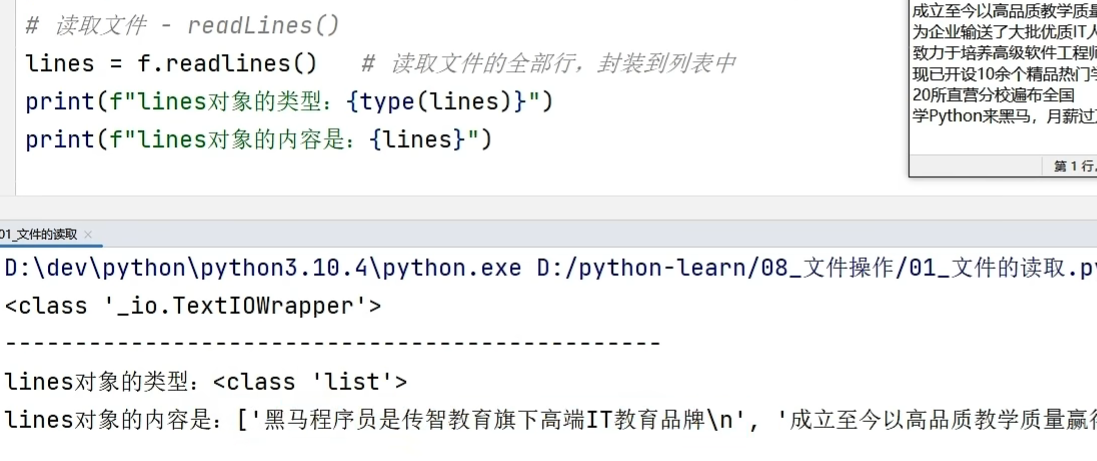 # 读取文件 - readLines()
lines = f.readlines()   # 读取文件的全部行，封装到列表中
print(f"lines对象的类型：{type(lines)}")
print(f"lines对象的内容是：{lines}")
成立至今以高品质教学质量
为企业输送了大批优质IT人
致力于培养高级软件工程师
现已开设10余个精品热门学
20所直营分校遍布全国
学Python来黑马，月薪过
第 1 行,
01_文件的读取
D:\dev\python\python3.10.4\python.exe D:/python-learn/08_文件操作/01_文件的读取.py
<class '_io.TextIOWrapper'>
-----------------------------------------------
lines对象的类型：<class 'list'>
lines对象的内容是：['黑马程序员是传智教育旗下高端IT教育品牌\n', '成立至今以高品质教学质量赢得